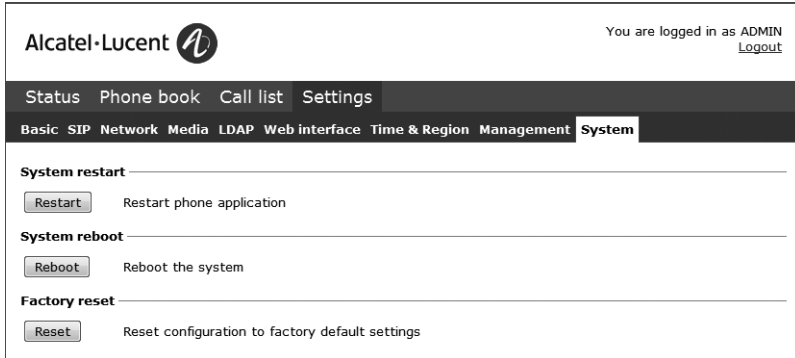 Alcatel·Lucent
You are logged in as ADMIN
Logout
Status Phone book Call list Settings
Basic SIP Network Media LDAP Web interface Time & Region Management System
System restart
Restart Restart phone application
System reboot
Reboot Reboot the system
Factory reset
Reset Reset configuration to factory default settings